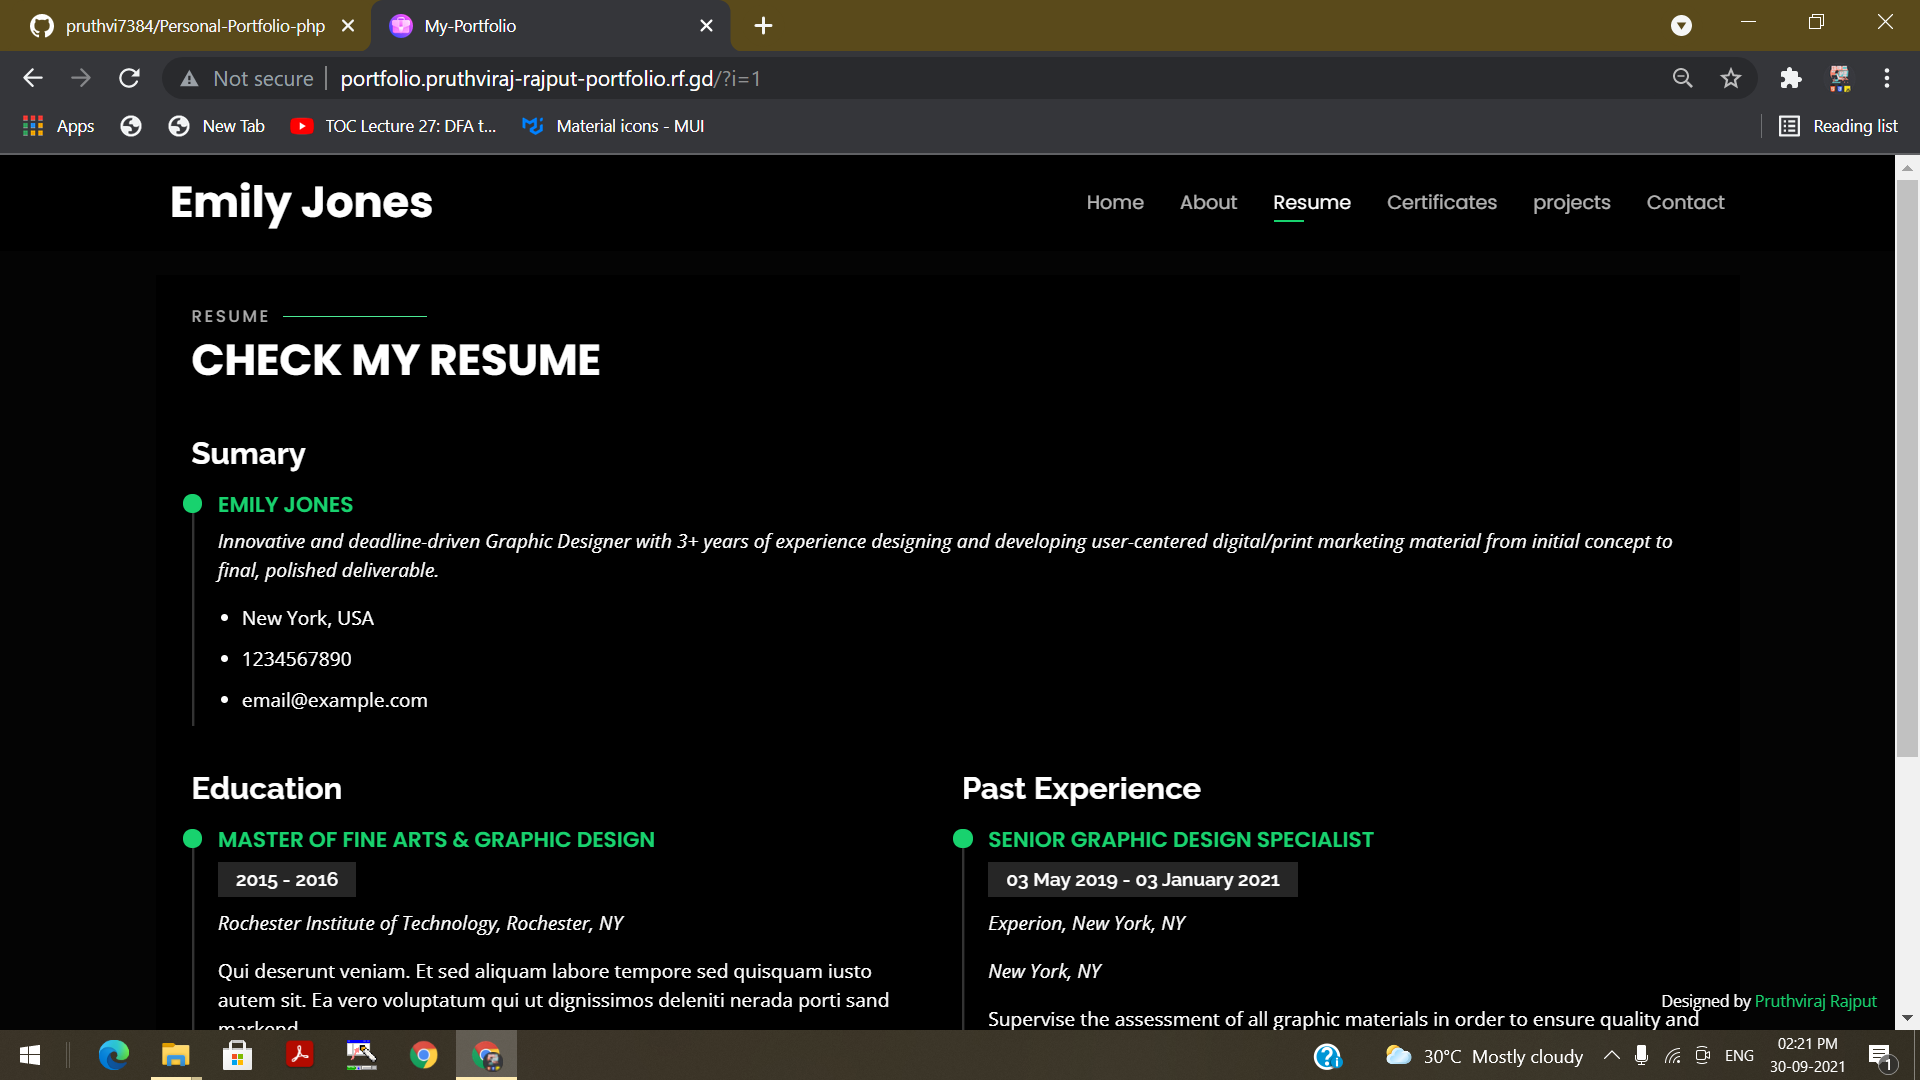 pruthvi7384/Personal-Portfolio-php
My-Portfolio
Not secure
portfolio.pruthviraj-rajput-portfolio.rf.gd/?i=1
Apps
New Tab
TOC Lecture 27: DFA t...
Material icons - MUI
Reading list
Emily Jones
Home
About
Resume
Certificates
projects
Contact
RESUME
CHECK MY RESUME
Sumary
EMILY JONES
Innovative and deadline-driven Graphic Designer with 3+ years of experience designing and developing user-centered digital/print marketing material from initial concept to
final, polished deliverable.
New York, USA
1234567890
email@example.com
Education
MASTER OF FINE ARTS & GRAPHIC DESIGN
2015 - 2016
Rochester Institute of Technology, Rochester, NY
Qui deserunt veniam. Et sed aliquam labore tempore sed quisquam iusto
autem sit. Ea vero voluptatum qui ut dignissimos deleniti nerada porti sand
markend
Past Experience
SENIOR GRAPHIC DESIGN SPECIALIST
03 May 2019 - 03 January 2021
Experion, New York, NY
New York, NY
Supervise the assessment of all graphic materials in order to ensure quality and
Designed by Pruthviraj Rajput
30°C Mostly cloudy
ENG
02:21 PM
30-09-2021
1